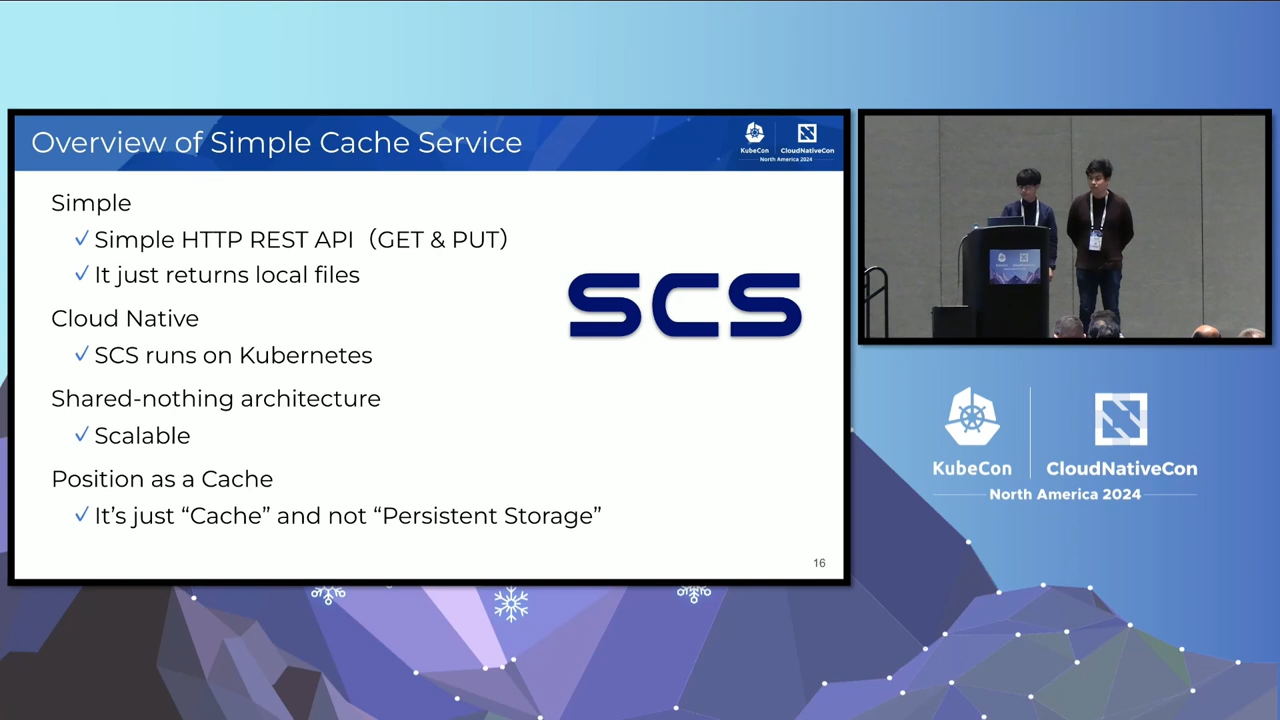 Overview of Simple Cache Service
KubeCon
CloudNativeCon
North America 2024
Simple
✓ Simple HTTP REST API（GET & PUT）
✓ It just returns local files
Cloud Native
✓ SCS runs on Kubernetes
Shared-nothing architecture
✓ Scalable
Position as a Cache
✓ It's just “Cache” and not “Persistent Storage”
SCS
16
KubeCon
CloudNativeCon
North America 2024